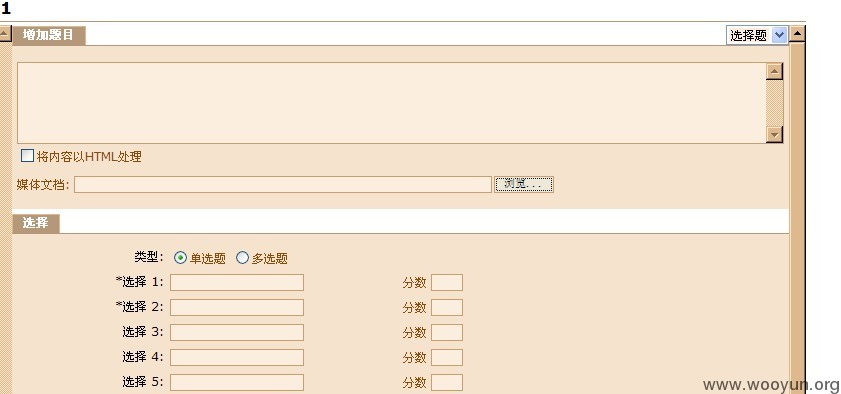 1
增加题目 选择题
将内容以HTML处理
媒体文档: 浏览...
选择
类型: 单选题 多选题
*选择 1: 分数
*选择 2: 分数
选择 3: 分数
选择 4: 分数
选择 5: 分数
www.wooyun.org